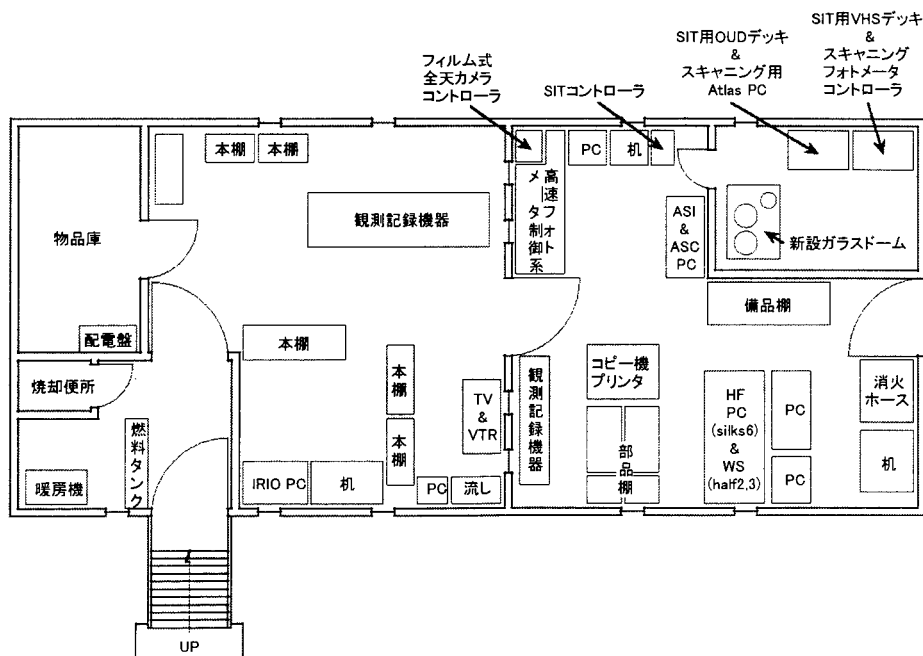 SIT用VHSデッキ
&
スキャニング
フォトメータ
コントローラ
SIT用OUDデッキ
&
スキャニング用
Atlas PC
フィルム式
全天カメラ
コントローラ
SITコントローラ
本棚
本棚
PC
机
高速フォト
メータ制御系
物品庫
観測記録機器
ASI
&
ASC
PC
新設ガラスドーム
備品棚
配電盤
本棚
焼却便所
本棚
TV
&
VTR
観測記録機器
コピー機
プリンタ
HF
PC
(silks6)
&
WS
(half2,3)
PC
消火
ホース
燃料タンク
本棚
部品棚
机
暖房機
IRIO PC
机
PC
流し
PC
UP